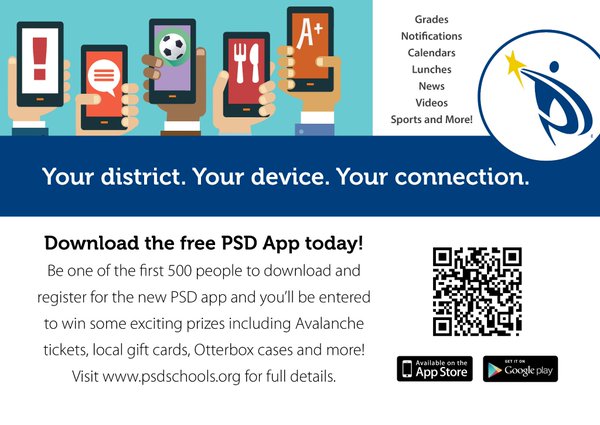 !
A+
Grades
Notifications
Calendars
Lunches
News
Videos
Sports and More!
Your district. Your device. Your connection.
Download the free PSD App today!
Be one of the first 500 people to download and
register for the new PSD app and you'll be entered
to win some exciting prizes including Avalanche
tickets, local gift cards, Otterbox cases and more!
Visit www.psdschools.org for full details.
Available on the
App Store
GET IT ON
Google play